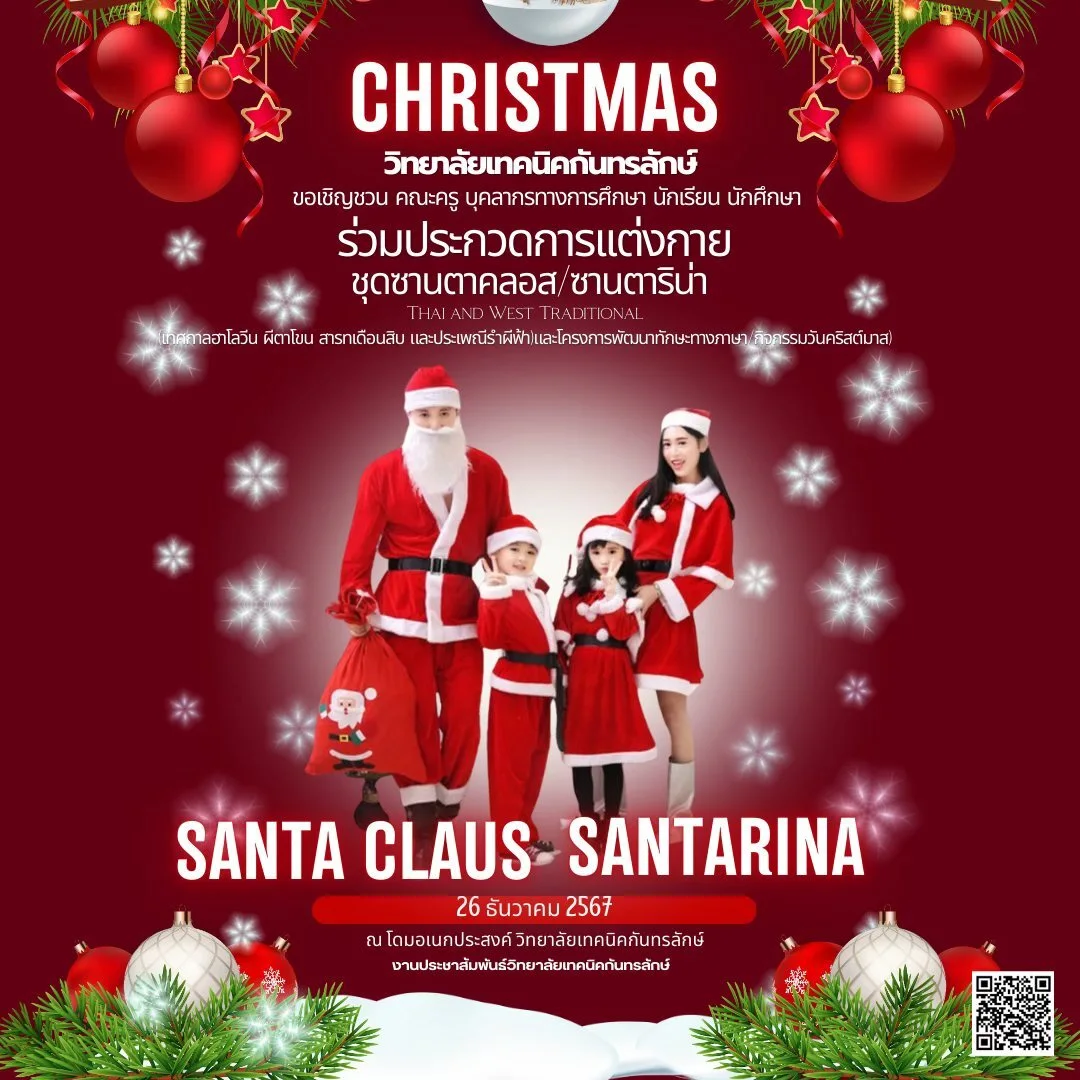 CHRISTMAS
วิทยาลัยเทคนิคกันทรลักษ์
ขอเชิญชวน คณะครู บุคลากรทางการศึกษา นักเรียน นักศึกษา
ร่วมประกวดการแต่งกาย
ชุดซานตาคลอส/ซานตาริน่า
THAI AND WEST TRADITIONAL
(เทศกาลฮาโลวีน ผีตาโขน สารทเดือนสิบ และประเพณีรำผีฟ้า)และโครงการพัฒนาทักษะทางภาษา/กิจกรรมวันคริสต์มาส)
SANTA CLAUS SANTARINA
26 ธันวาคม 2567
ณ โดมอเนกประสงค์ วิทยาลัยเทคนิคกันทรลักษ์
งานประชาสัมพันธ์วิทยาลัยเทคนิคกันทรลักษ์